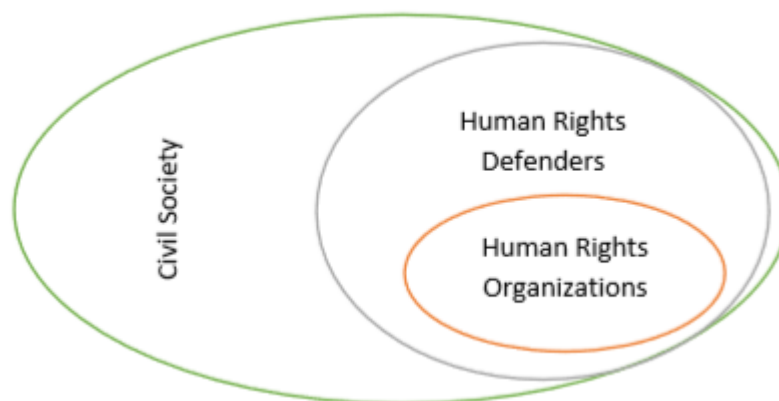 Civil Society
Human Rights
Defenders
Human Rights
Organizations